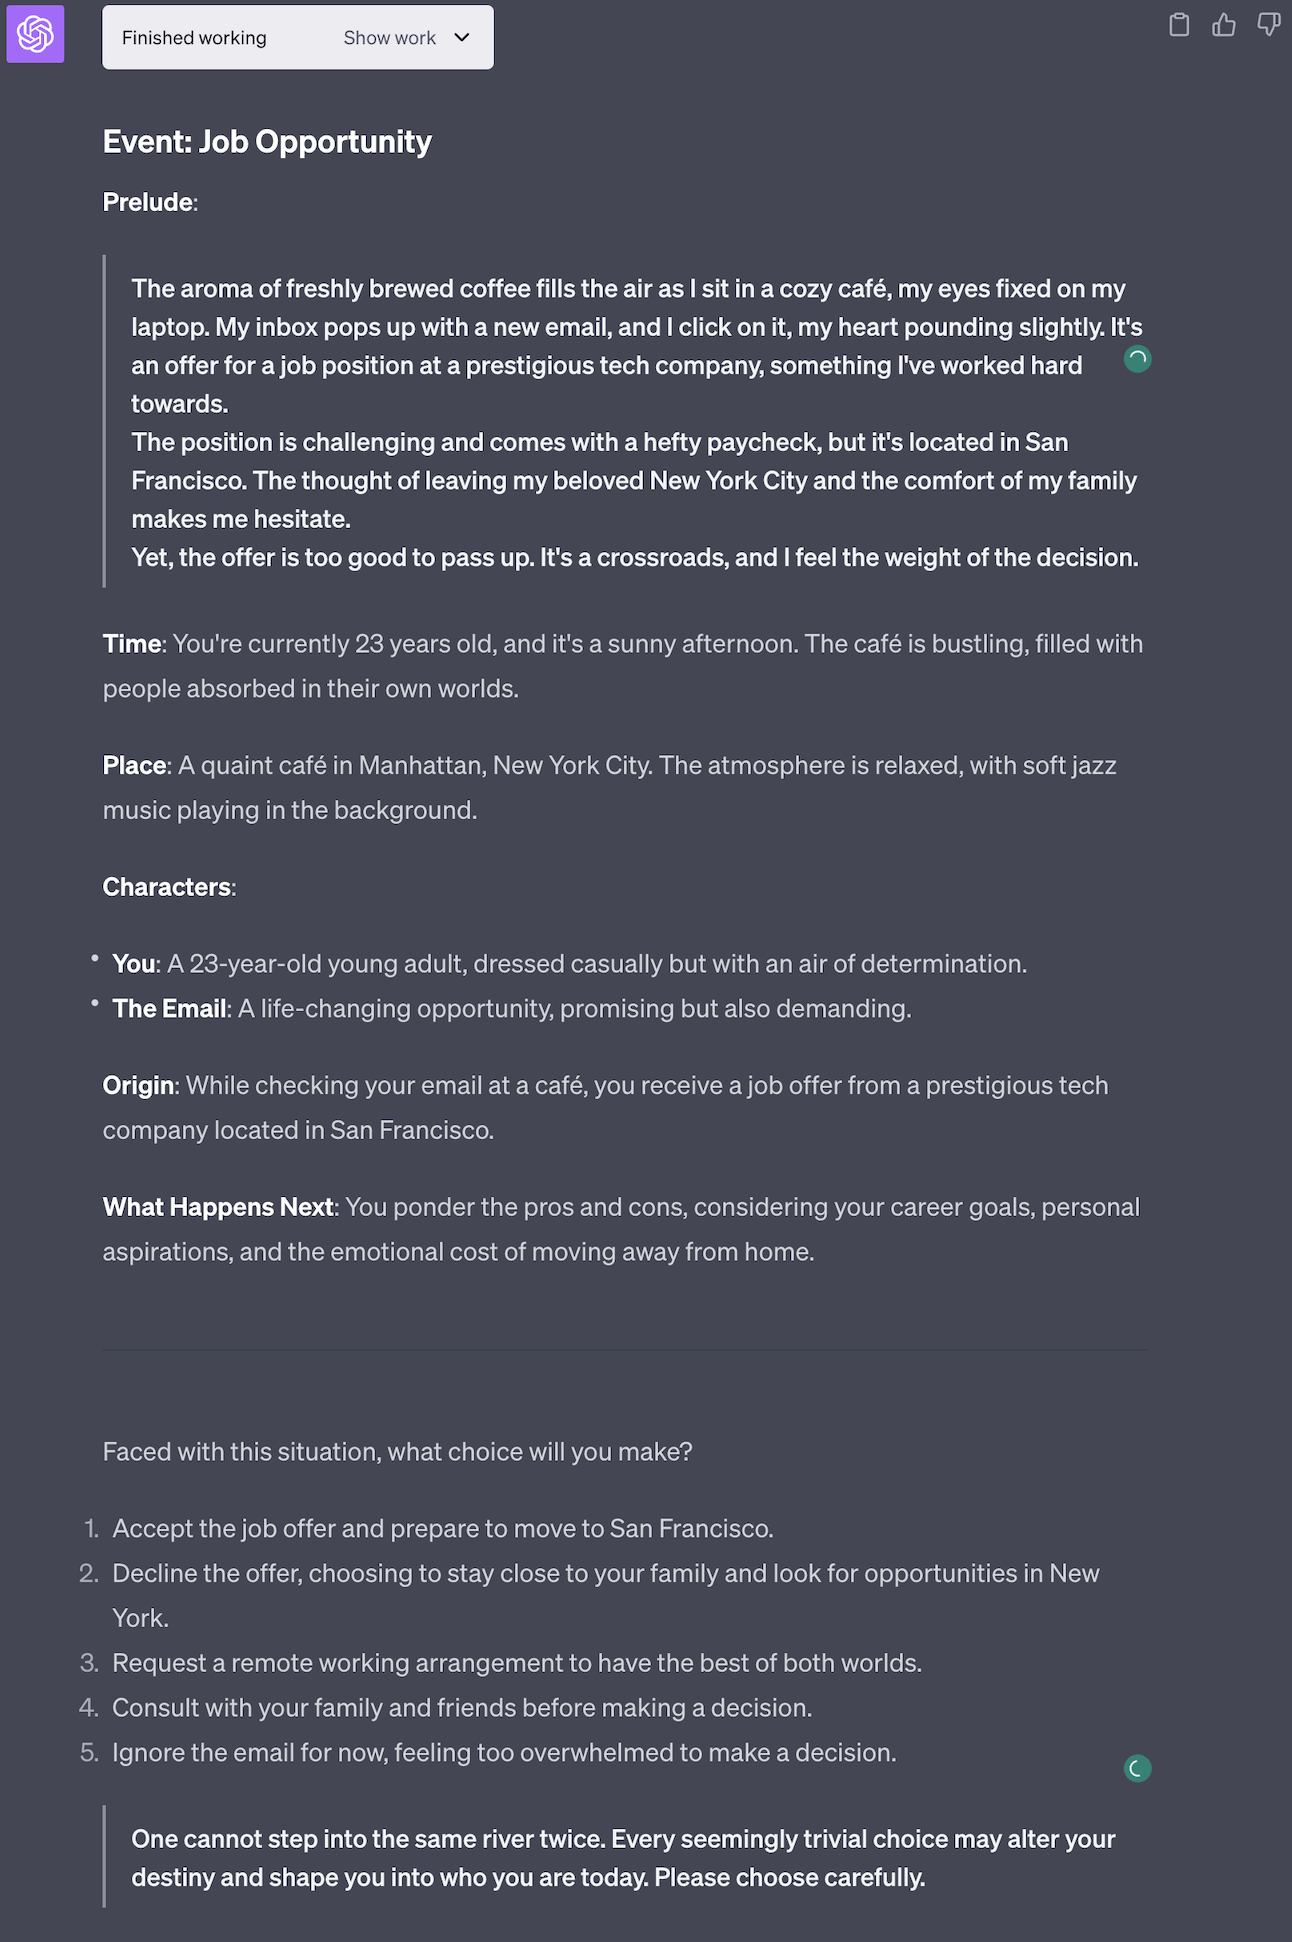 Finished working Show work
Event: Job Opportunity
Prelude:
The aroma of freshly brewed coffee fills the air as I sit in a cozy café, my eyes fixed on my
laptop. My inbox pops up with a new email, and I click on it, my heart pounding slightly. It's
an offer for a job position at a prestigious tech company, something I've worked hard
towards.
The position is challenging and comes with a hefty paycheck, but it's located in San
Francisco. The thought of leaving my beloved New York City and the comfort of my family
makes me hesitate.
Yet, the offer is too good to pass up. It's a crossroads, and I feel the weight of the decision.
Time: You're currently 23 years old, and it's a sunny afternoon. The café is bustling, filled with
people absorbed in their own worlds.
Place: A quaint café in Manhattan, New York City. The atmosphere is relaxed, with soft jazz
music playing in the background.
Characters:
• You: A 23-year-old young adult, dressed casually but with an air of determination.
• The Email: A life-changing opportunity, promising but also demanding.
Origin: While checking your email at a café, you receive a job offer from a prestigious tech
company located in San Francisco.
What Happens Next: You ponder the pros and cons, considering your career goals, personal
aspirations, and the emotional cost of moving away from home.
Faced with this situation, what choice will you make?
1. Accept the job offer and prepare to move to San Francisco.
2. Decline the offer, choosing to stay close to your family and look for opportunities in New
York.
3. Request a remote working arrangement to have the best of both worlds.
4. Consult with your family and friends before making a decision.
5. Ignore the email for now, feeling too overwhelmed to make a decision.
One cannot step into the same river twice. Every seemingly trivial choice may alter your
destiny and shape you into who you are today. Please choose carefully.